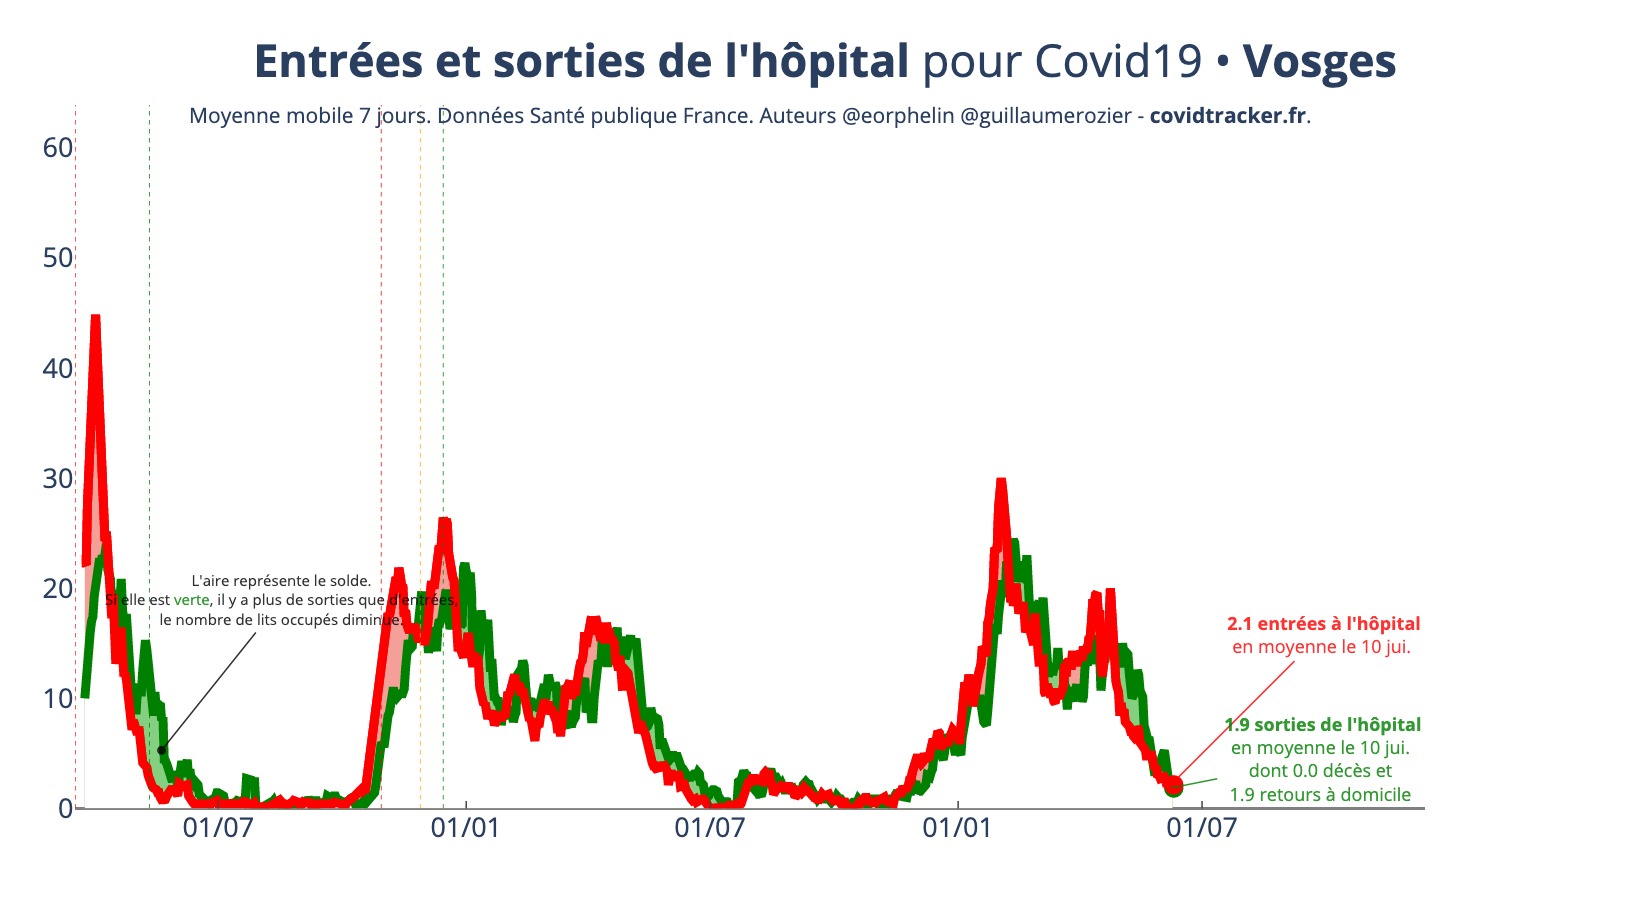 Entrées et sorties de l'hôpital pour Covid19 • Vosges
Moyenne mobile 7 jours. Données Santé publique France. Auteurs @eorphelin @guillaumerozier - covidtracker.fr.
60
50
40
30
20
10
0
L'aire représente le solde.
Si elle est verte, il y a plus de sorties que d'entrées,
le nombre de lits occupés diminue.
2.1 entrées à l'hôpital
en moyenne le 10 jui.
1.9 sorties de l'hôpital
en moyenne le 10 jui.
dont 0.0 décès et
1.9 retours à domicile
01/07
01/01
01/07
01/01
01/07